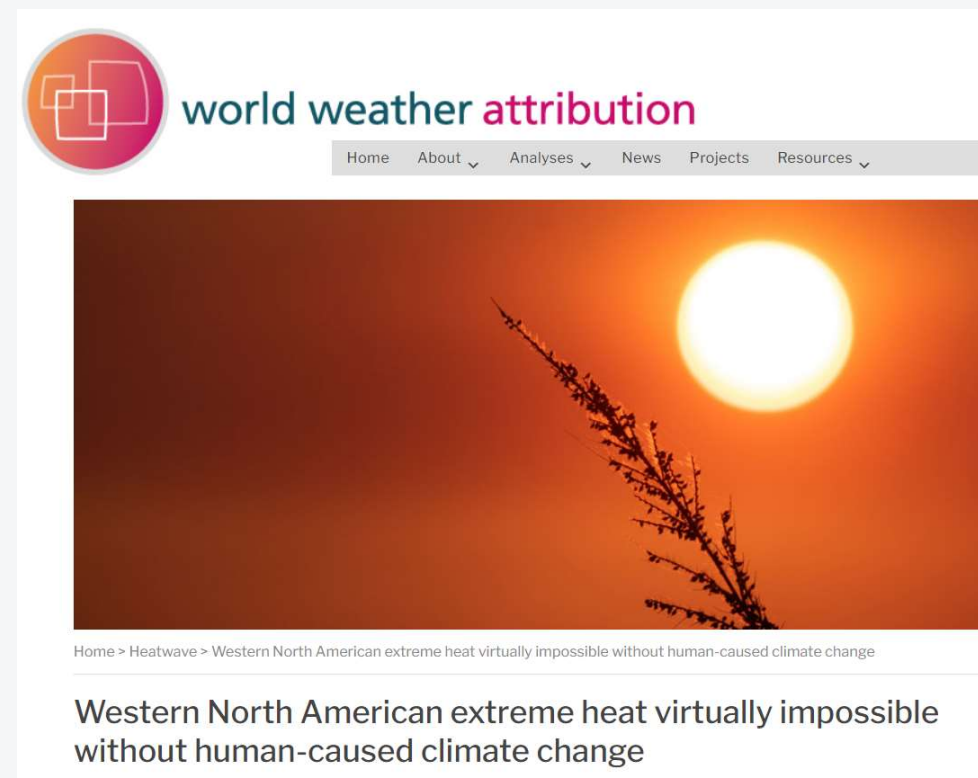 world weather attribution
Home About Analyses News Projects Resources
Home > Heatwave > Western North American extreme heat virtually impossible without human-caused climate change
Western North American extreme heat virtually impossible
without human-caused climate change